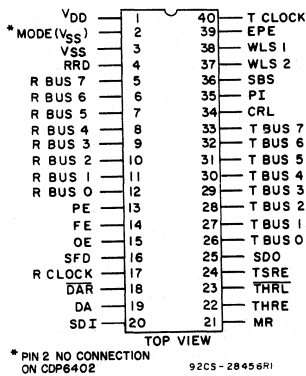 VDD 1 40 T CLOCK
*MODE(VSS) 2 39 EPE
VSS 3 38 WLS 1
RRD 4 37 WLS 2
R BUS 7 5 36 SBS
R BUS 6 6 35 PI
R BUS 5 7 34 CRL
R BUS 4 8 33 T BUS 7
R BUS 3 9 32 T BUS 6
R BUS 2 10 31 T BUS 5
R BUS 1 11 30 T BUS 4
R BUS 0 12 29 T BUS 3
PE 13 28 T BUS 2
FE 14 27 T BUS 1
OE 15 26 T BUS 0
SFD 16 25 SDO
R CLOCK 17 24 TSRE
DAR 18 23 THRL
DA 19 22 THRE
SDI 20 21 MR
TOP VIEW
* PIN 2 NO CONNECTION
ON CDP6402 92CS-28456R1